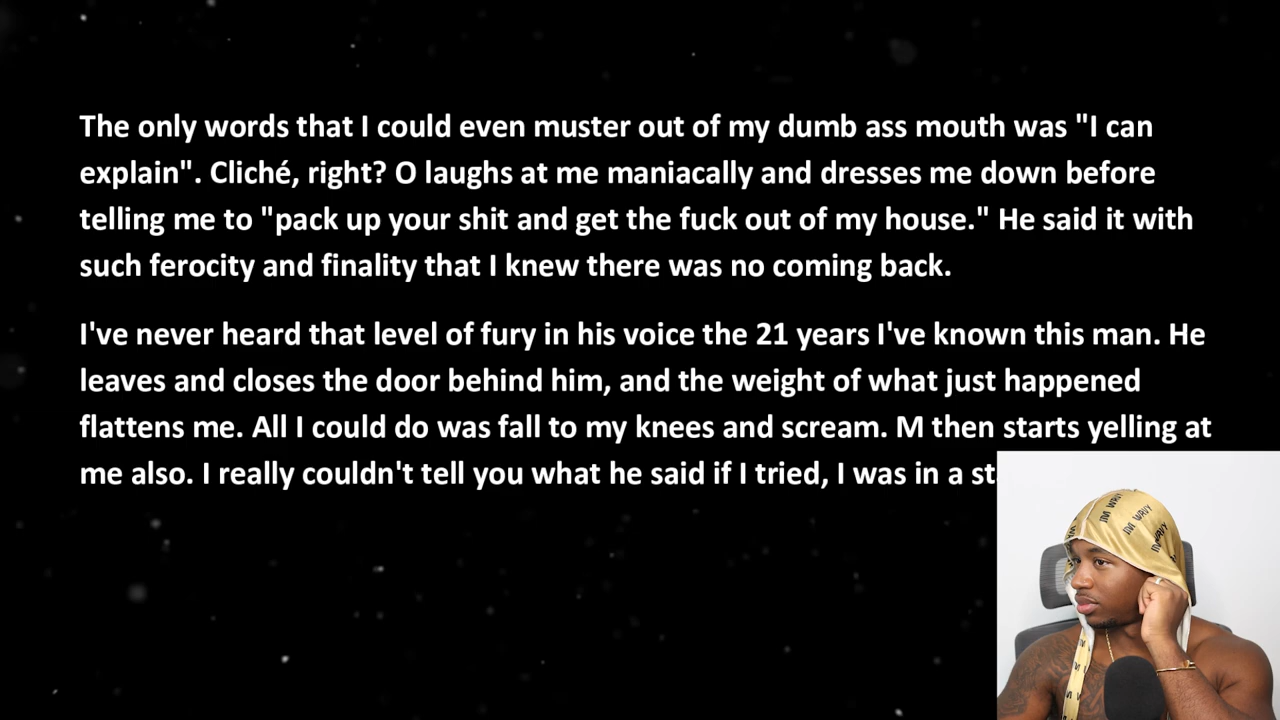 The only words that I could even muster out of my dumb ass mouth was "I can
explain". Cliché, right? O laughs at me maniacally and dresses me down before
telling me to "pack up your shit and get the fuck out of my house." He said it with
such ferocity and finality that I knew there was no coming back.
I've never heard that level of fury in his voice the 21 years I've known this man. He
leaves and closes the door behind him, and the weight of what just happened
flattens me. All I could do was fall to my knees and scream. M then starts yelling at
me also. I really couldn't tell you what he said if I tried, I was in a
I'M WAVY
I'M WAVY